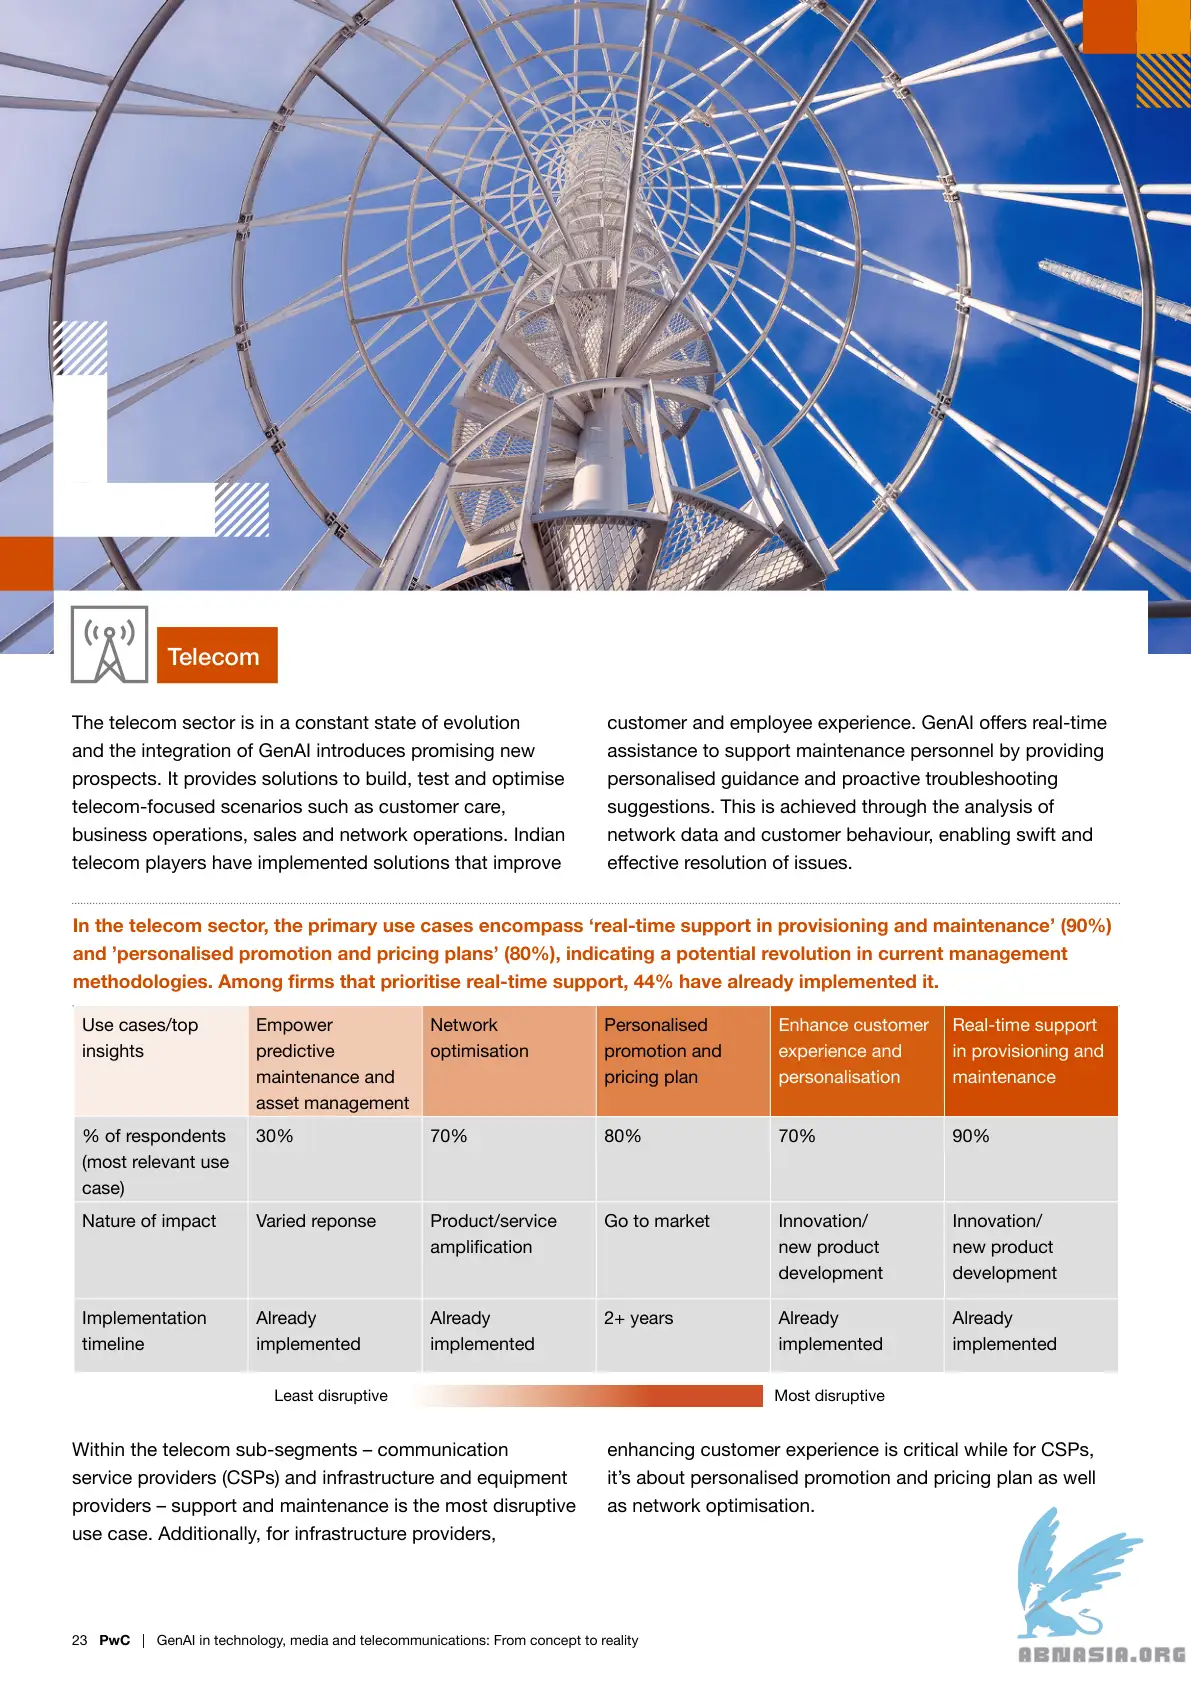 Telecom
The telecom sector is in a constant state of evolution
and the integration of GenAI introduces promising new
prospects. It provides solutions to build, test and optimise
telecom-focused scenarios such as customer care,
business operations, sales and network operations. Indian
telecom players have implemented solutions that improve
customer and employee experience. GenAI offers real-time
assistance to support maintenance personnel by providing
personalised guidance and proactive troubleshooting
suggestions. This is achieved through the analysis of
network data and customer behaviour, enabling swift and
effective resolution of issues.
In the telecom sector, the primary use cases encompass ‘real-time support in provisioning and maintenance’ (90%)
and ’personalised promotion and pricing plans’ (80%), indicating a potential revolution in current management
methodologies. Among firms that prioritise real-time support, 44% have already implemented it.
Use cases/top
insights
Empower
predictive
maintenance and
asset management
Network
optimisation
Personalised
promotion and
pricing plan
Enhance customer
experience and
personalisation
Real-time support
in provisioning and
maintenance
% of respondents
(most relevant use
case)
30%
70%
80%
70%
90%
Nature of impact
Varied reponse
Product/service
amplification
Go to market
Innovation/
new product
development
Innovation/
new product
development
Implementation
timeline
Already
implemented
Already
implemented
2+ years
Already
implemented
Already
implemented
Least disruptive
Most disruptive
Within the telecom sub-segments – communication
service providers (CSPs) and infrastructure and equipment
providers – support and maintenance is the most disruptive
use case. Additionally, for infrastructure providers,
enhancing customer experience is critical while for CSPs,
it’s about personalised promotion and pricing plan as well
as network optimisation.
23 PwC | GenAI in technology, media and telecommunications: From concept to reality
ABNASIA.ORG